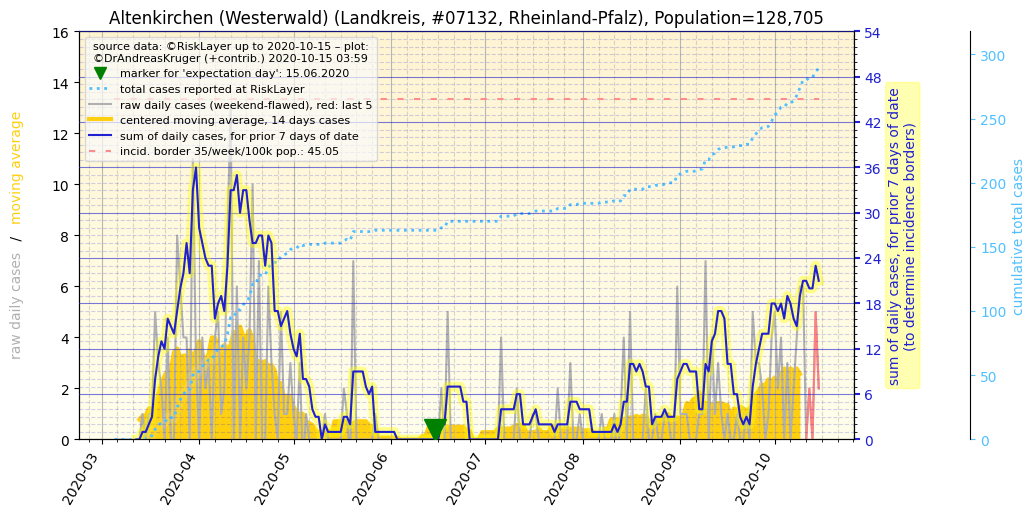 Altenkirchen (Westerwald) (Landkreis, #07132, Rheinland-Pfalz), Population=128,705
source data: ©RiskLayer up to 2020-10-15 – plot:
©DrAndreasKruger (+contrib.) 2020-10-15 03:59
marker for 'expectation day': 15.06.2020
total cases reported at RiskLayer
raw daily cases (weekend-flawed), red: last 5
centered moving average, 14 days cases
sum of daily cases, for prior 7 days of date
incid. border 35/week/100k pop.: 45.05
raw daily cases / moving average
16
14
12
10
8
6
4
2
0
54
48
42
36
30
24
18
12
6
0
sum of daily cases, for prior 7 days of date
(to determine incidence borders)
300
250
200
150
100
50
0
cumulative total cases
2020-03
2020-04
2020-05
2020-06
2020-07
2020-08
2020-09
2020-10